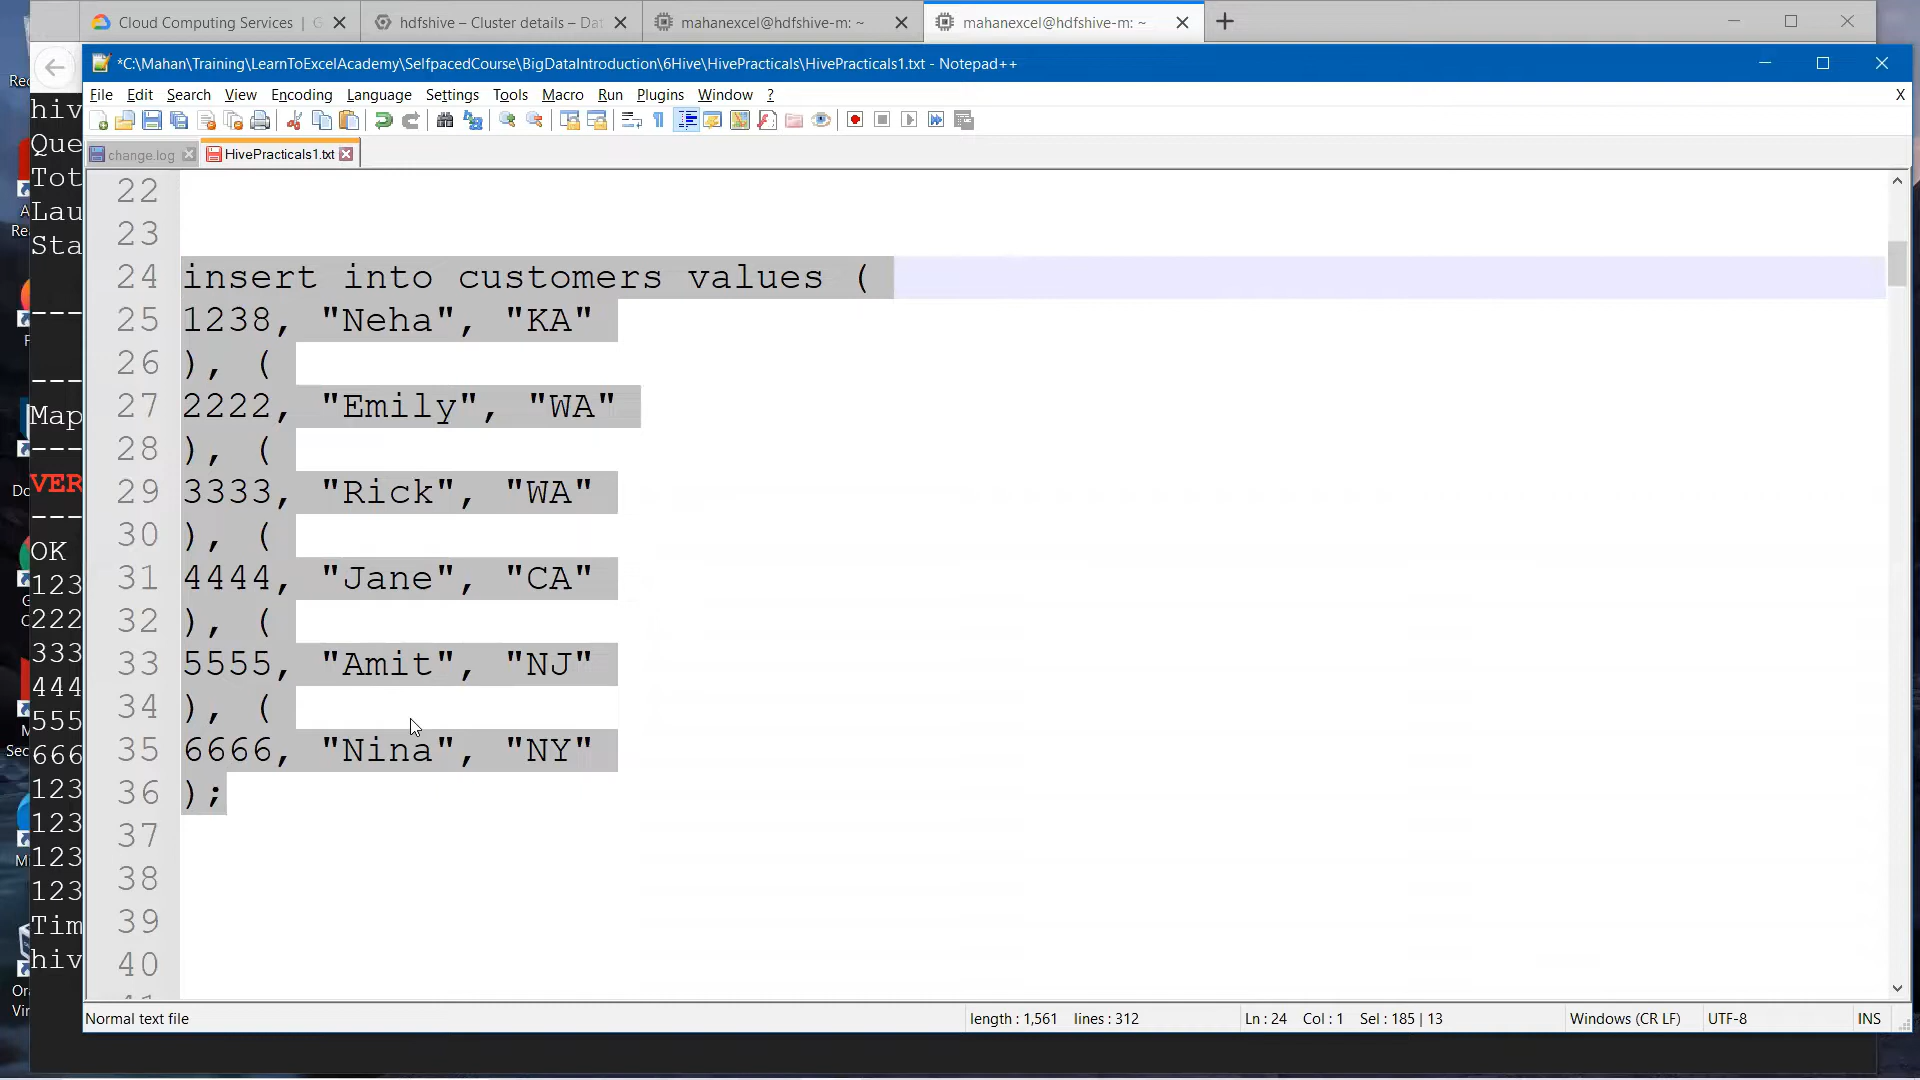 Cloud Computing Services | G
hdfshive – Cluster details – Dat
mahanexcel@hdfshive-m: ~
mahanexcel@hdfshive-m: ~
*C:\Mahan\Training\LearnToExcelAcademy\SelfpacedCourse\BigDataIntroduction\6Hive\HivePracticals\HivePracticals1.txt - Notepad++
File Edit Search View Encoding Language Settings Tools Macro Run Plugins Window ? X
change.log HivePracticals1.txt
22
23
24 insert into customers values (
25 1238, "Neha", "KA"
26 ), (
27 2222, "Emily", "WA"
28 ), (
29 3333, "Rick", "WA"
30 ), (
31 4444, "Jane", "CA"
32 ), (
33 5555, "Amit", "NJ"
34 ), (
35 6666, "Nina", "NY"
36 );
37
38
39
40
hiv
Que
Tot
Lau
Sta
----
----
Map
----
VER
----
OK
123
222
333
444
555
666
123
123
123
123
Tim
hiv
Normal text file length : 1,561 lines : 312 Ln : 24 Col : 1 Sel : 185 | 13 Windows (CR LF) UTF-8 INS